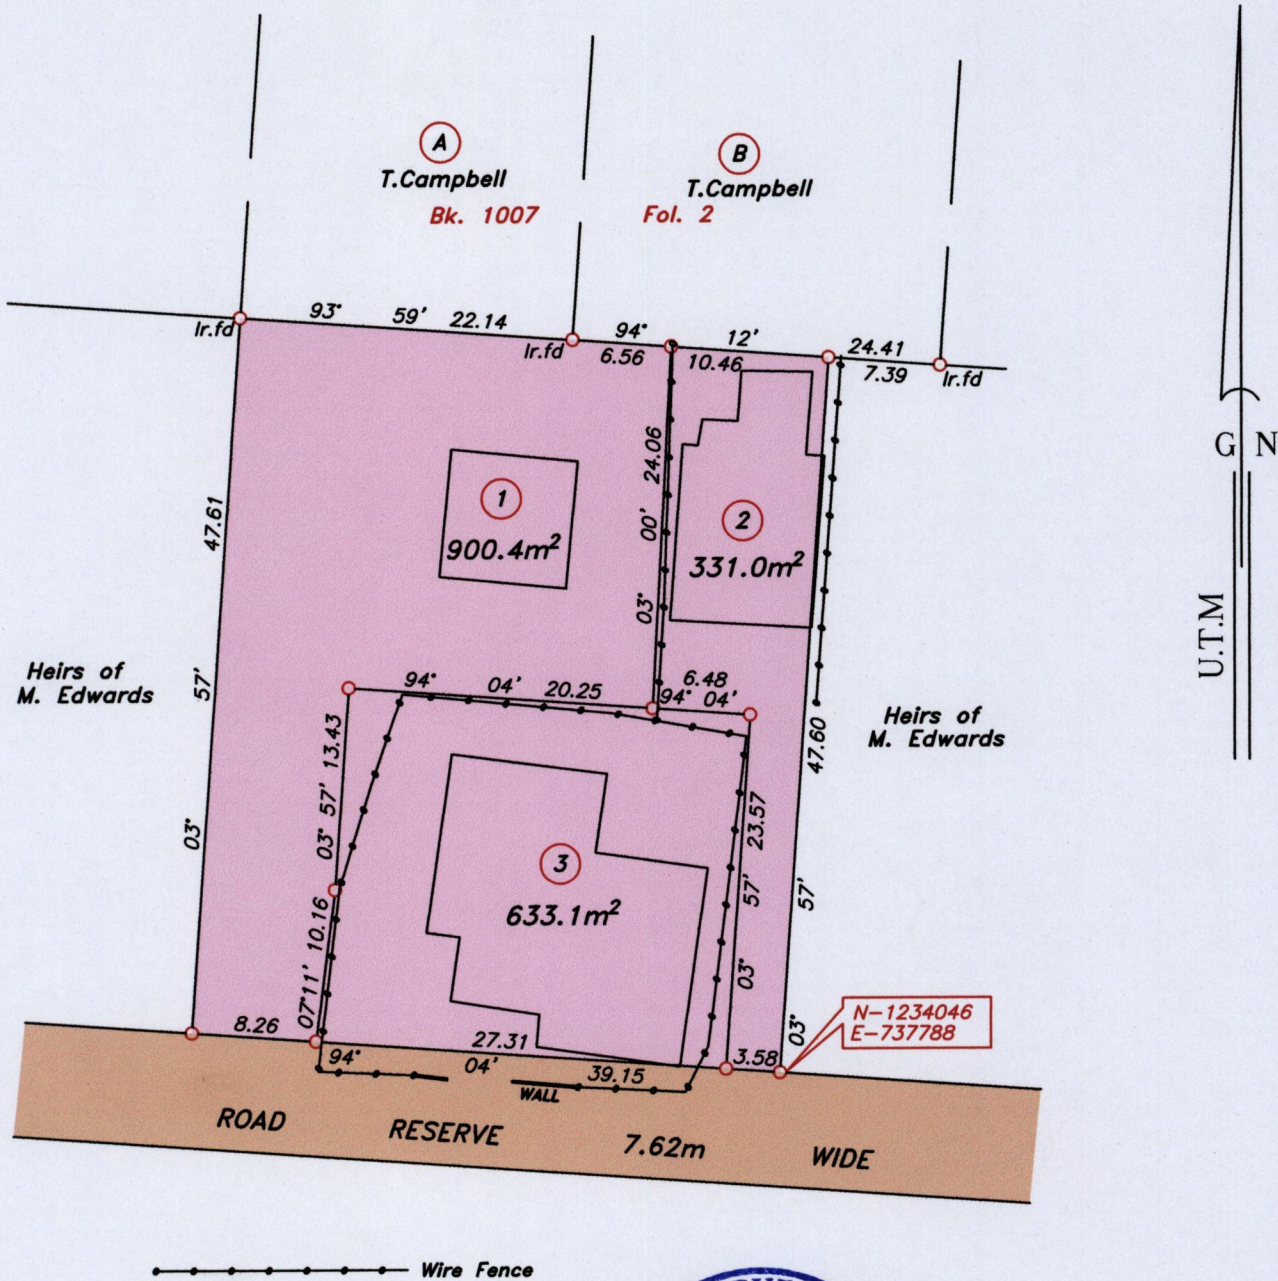 A
T.Campbell
Bk. 1007
B
T.Campbell
Fol. 2
93° 59' 22.14
94° 12' 24.41
Ir.fd
Ir.fd
6.56
10.46
7.39
Ir.fd
G N
U.T.M
47.61
57'
03°
24.06
00'
03°
1
900.4m²
2
331.0m²
Heirs of
M. Edwards
94° 04' 20.25
6.48
94° 04'
Heirs of
M. Edwards
13.43
57'
03°
10.16
07°11'
3
633.1m²
23.57
57'
03°
47.60
57'
03°
N-1234046
E-737788
8.26
27.31
3.58
94° 04' 39.15
WALL
ROAD RESERVE 7.62m WIDE
Wire Fence